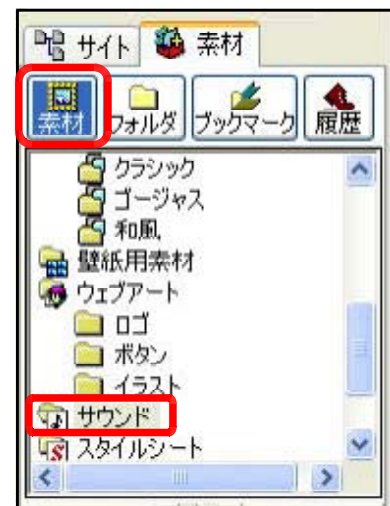 サイト 素材
素材 フォルダ ブックマーク 履歴
クラシック
ゴージャス
和風
壁紙用素材
ウェブアート
ロゴ
ボタン
イラスト
サウンド
スタイルシート